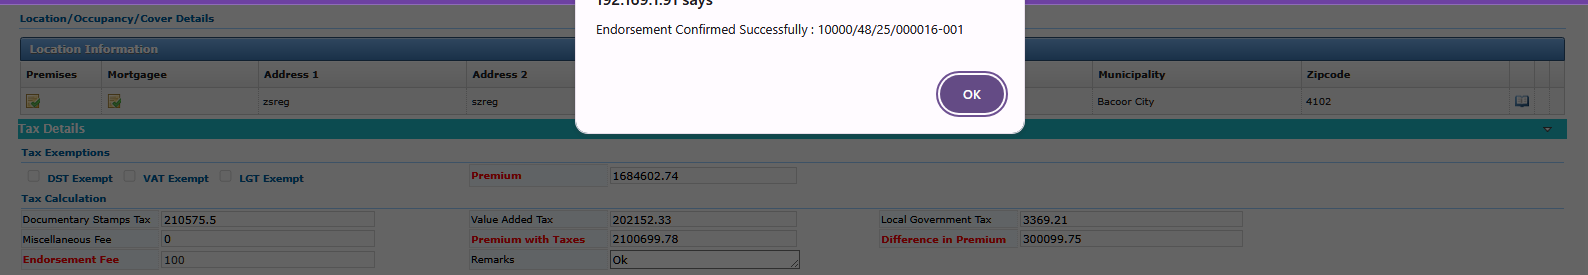 192.169.1.91 says
Location/Occupancy/Cover Details
Endorsement Confirmed Successfully : 10000/48/25/000016-001
Location Information
Premises Mortgagee Address 1 Address 2 Municipality Zipcode
OK
zsreg szreg Bacoor City 4102
Tax Details
Tax Exemptions
DST Exempt VAT Exempt LGT Exempt Premium 1684602.74
Tax Calculation
Documentary Stamps Tax 210575.5 Value Added Tax 202152.33 Local Government Tax 3369.21
Miscellaneous Fee 0 Premium with Taxes 2100699.78 Difference in Premium 300099.75
Endorsement Fee 100 Remarks Ok